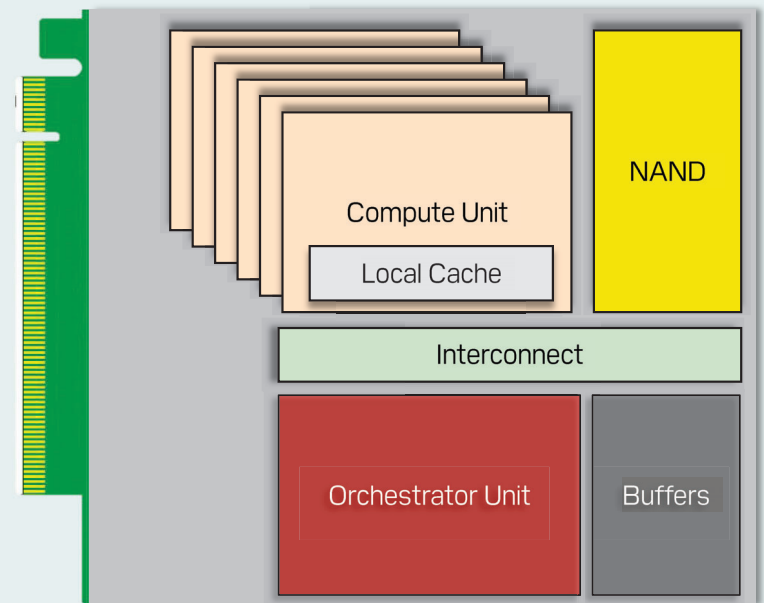 NAND
Compute Unit
Local Cache
Interconnect
Orchestrator Unit
Buffers